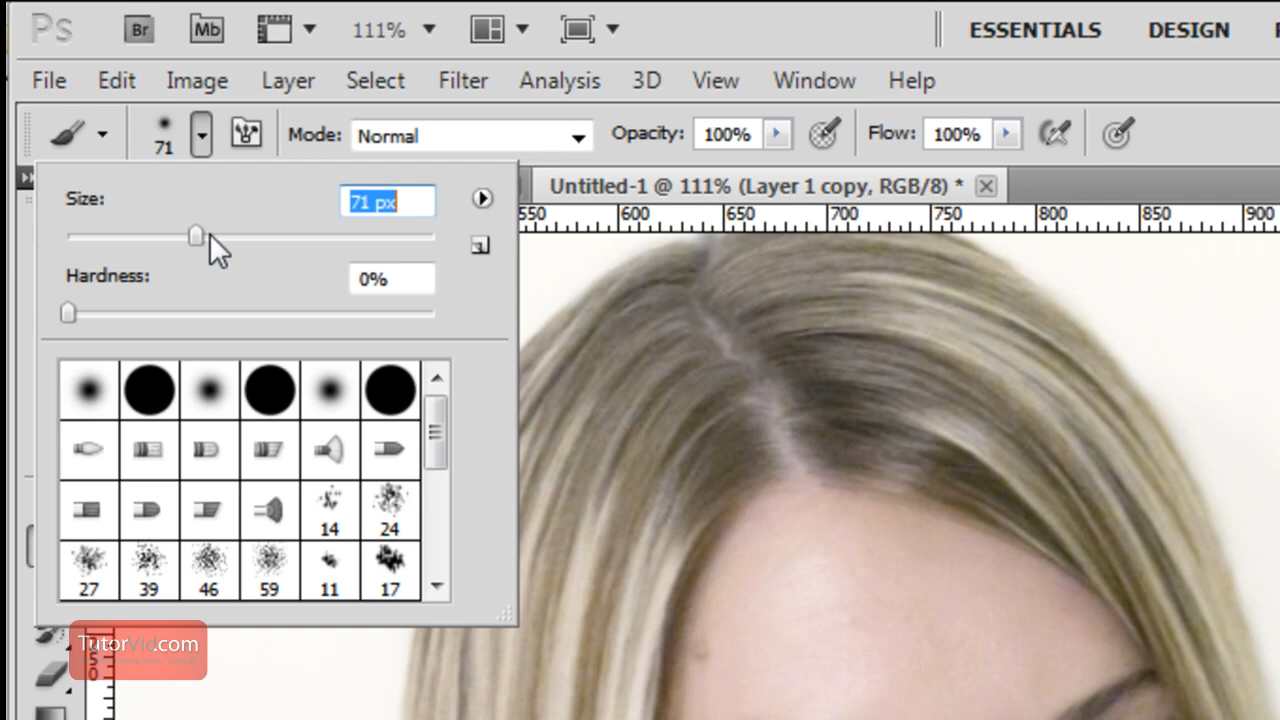 Ps Br Mb 111% ESSENTIALS DESIGN
File Edit Image Layer Select Filter Analysis 3D View Window Help
71 Mode: Normal Opacity: 100% Flow: 100%
Size: 71 px
Untitled-1 @ 111% (Layer 1 copy, RGB/8) *
550 600 650 700 750 800 850 900
Hardness: 0%
14 24
27 39 46 59 11 17
TutorVid.com
5
0